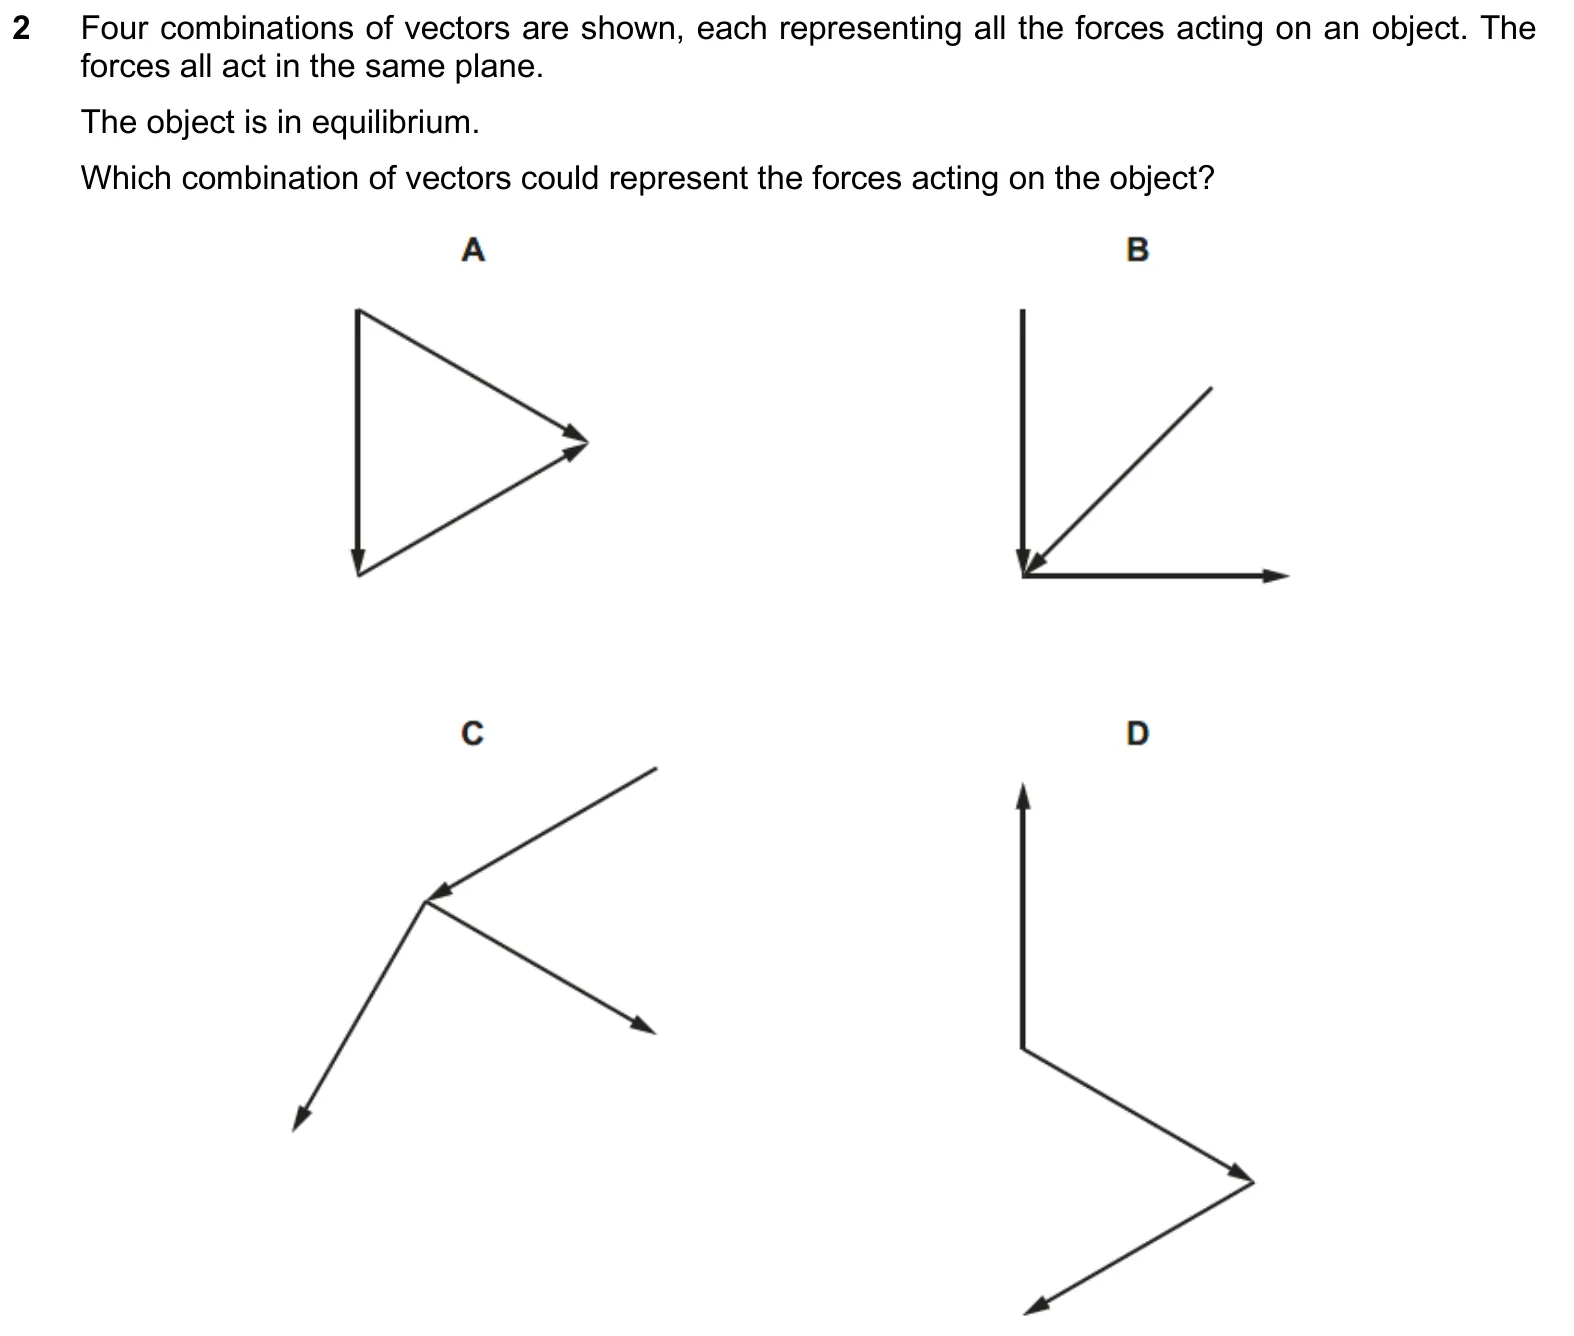 2 Four combinations of vectors are shown, each representing all the forces acting on an object. The
forces all act in the same plane.
The object is in equilibrium.
Which combination of vectors could represent the forces acting on the object?
A B
C D